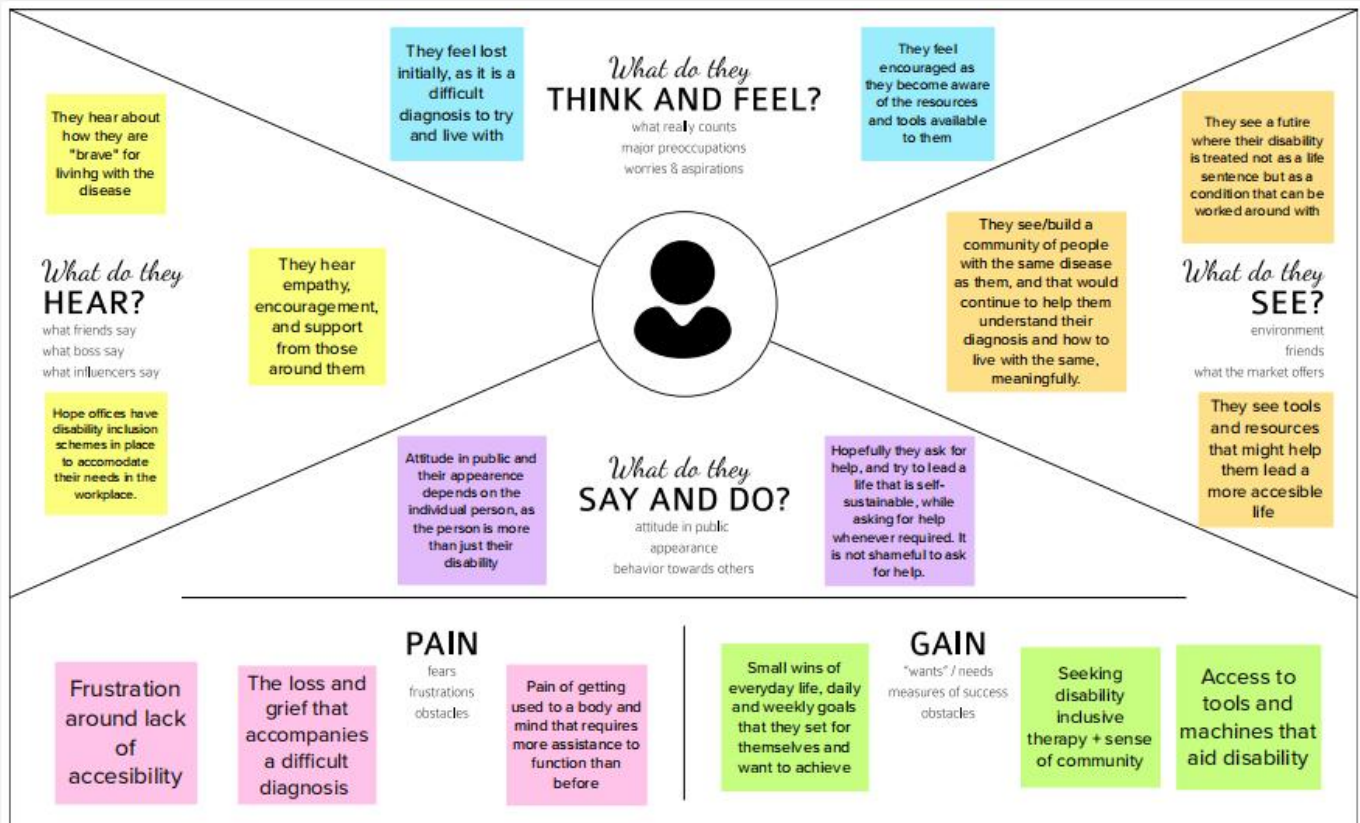 They feel lost
initially, as it is a
difficult
diagnosis to try
and live with
What do they
THINK AND FEEL?
what really counts
major preoccupations
worries & aspirations
They feel
encouraged as
they become aware
of the resources
and tools available
to them
They hear about
how they are
"brave" for
livinhg with the
disease
What do they
HEAR?
what friends say
what boss say
what influencers say
They hear
empathy,
encouragement,
and support
from those
around them
Hope offices have
disability inclusion
schemes in place
to accomodate
their needs in the
workplace.
They see a futire
where their disability
is treated not as a life
sentence but as a
condition that can be
worked around with
They see/build a
community of people
with the same disease
as them, and that would
continue to help them
understand their
diagnosis and how to
live with the same,
meaningfully.
What do they
SEE?
environment
friends
what the market offers
They see tools
and resources
that might help
them lead a
more accesible
life
Attitude in public and
their appearence
depends on the
individual person, as
the person is more
than just their
disability
What do they
SAY AND DO?
attitude in public
appearance
behavior towards others
Hopefully they ask for
help, and try to lead a
life that is self-
sustainable, while
asking for help
whenever required. It
is not shameful to ask
for help.
PAIN
fears
frustrations
obstacles
Frustration
around lack
of
accesibility
The loss and
grief that
accompanies
a difficult
diagnosis
Pain of getting
used to a body and
mind that requires
more assistance to
function than
before
GAIN
"wants" / needs
measures of success
obstacles
Small wins of
everyday life, daily
and weekly goals
that they set for
themselves and
want to achieve
Seeking
disability
inclusive
therapy + sense
of community
Access to
tools and
machines that
aid disability